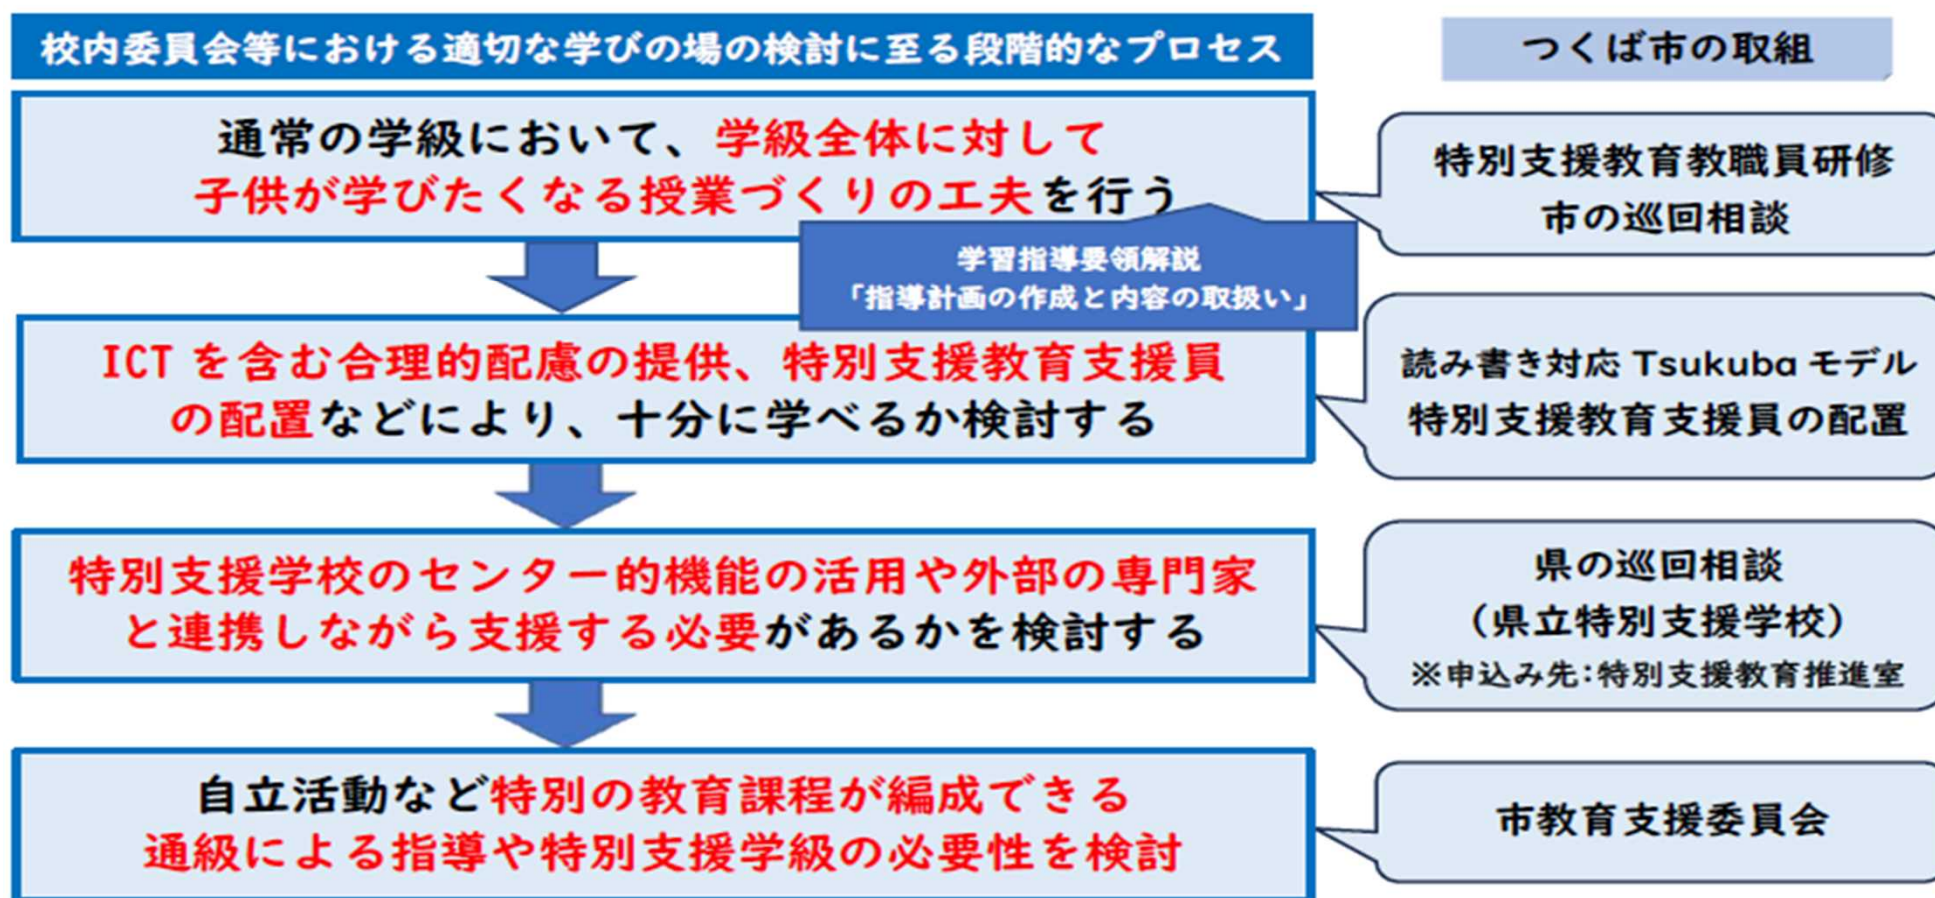 校内委員会等における適切な学びの場の検討に至る段階的なプロセス
つくば市の取組
通常の学級において、学級全体に対して
子供が学びたくなる授業づくりの工夫を行う
特別支援教育教職員研修
市の巡回相談
学習指導要領解説
「指導計画の作成と内容の取扱い」
ICT を含む合理的配慮の提供、特別支援教育支援員
の配置などにより、十分に学べるか検討する
読み書き対応 Tsukuba モデル
特別支援教育支援員の配置
特別支援学校のセンター的機能の活用や外部の専門家
と連携しながら支援する必要があるかを検討する
県の巡回相談
（県立特別支援学校）
※申込み先：特別支援教育推進室
自立活動など特別の教育課程が編成できる
通級による指導や特別支援学級の必要性を検討
市教育支援委員会